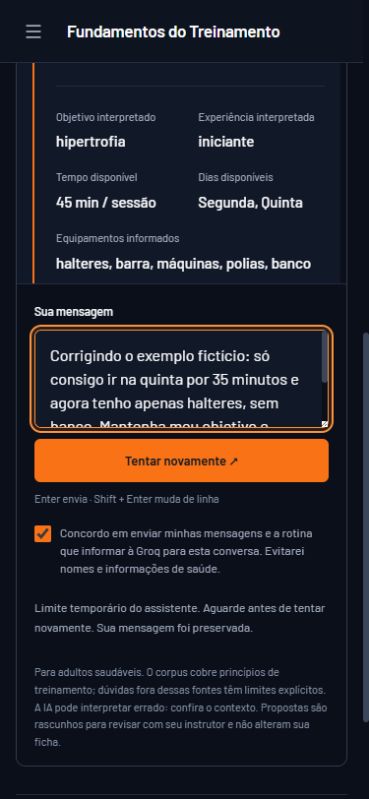 Fundamentos do Treinamento
Objetivo interpretado
hipertrofia
Experiência interpretada
iniciante
Tempo disponível
45 min / sessão
Dias disponíveis
Segunda, Quinta
Equipamentos informados
halteres, barra, máquinas, polias, banco
Sua mensagem
Corrigindo o exemplo fictício: só
consigo ir na quinta por 35 minutos e
agora tenho apenas halteres, sem
banco. Mantenha meu objetivo e
Tentar novamente ↗
Enter envia · Shift + Enter muda de linha
Concordo em enviar minhas mensagens e a rotina
que informar à Groq para esta conversa. Evitarei
nomes e informações de saúde.
Limite temporário do assistente. Aguarde antes de tentar
novamente. Sua mensagem foi preservada.
Para adultos saudáveis. O corpus cobre princípios de
treinamento; dúvidas fora dessas fontes têm limites explícitos.
A IA pode interpretar errado: confira o contexto. Propostas são
rascunhos para revisar com seu instrutor e não alteram sua
ficha.